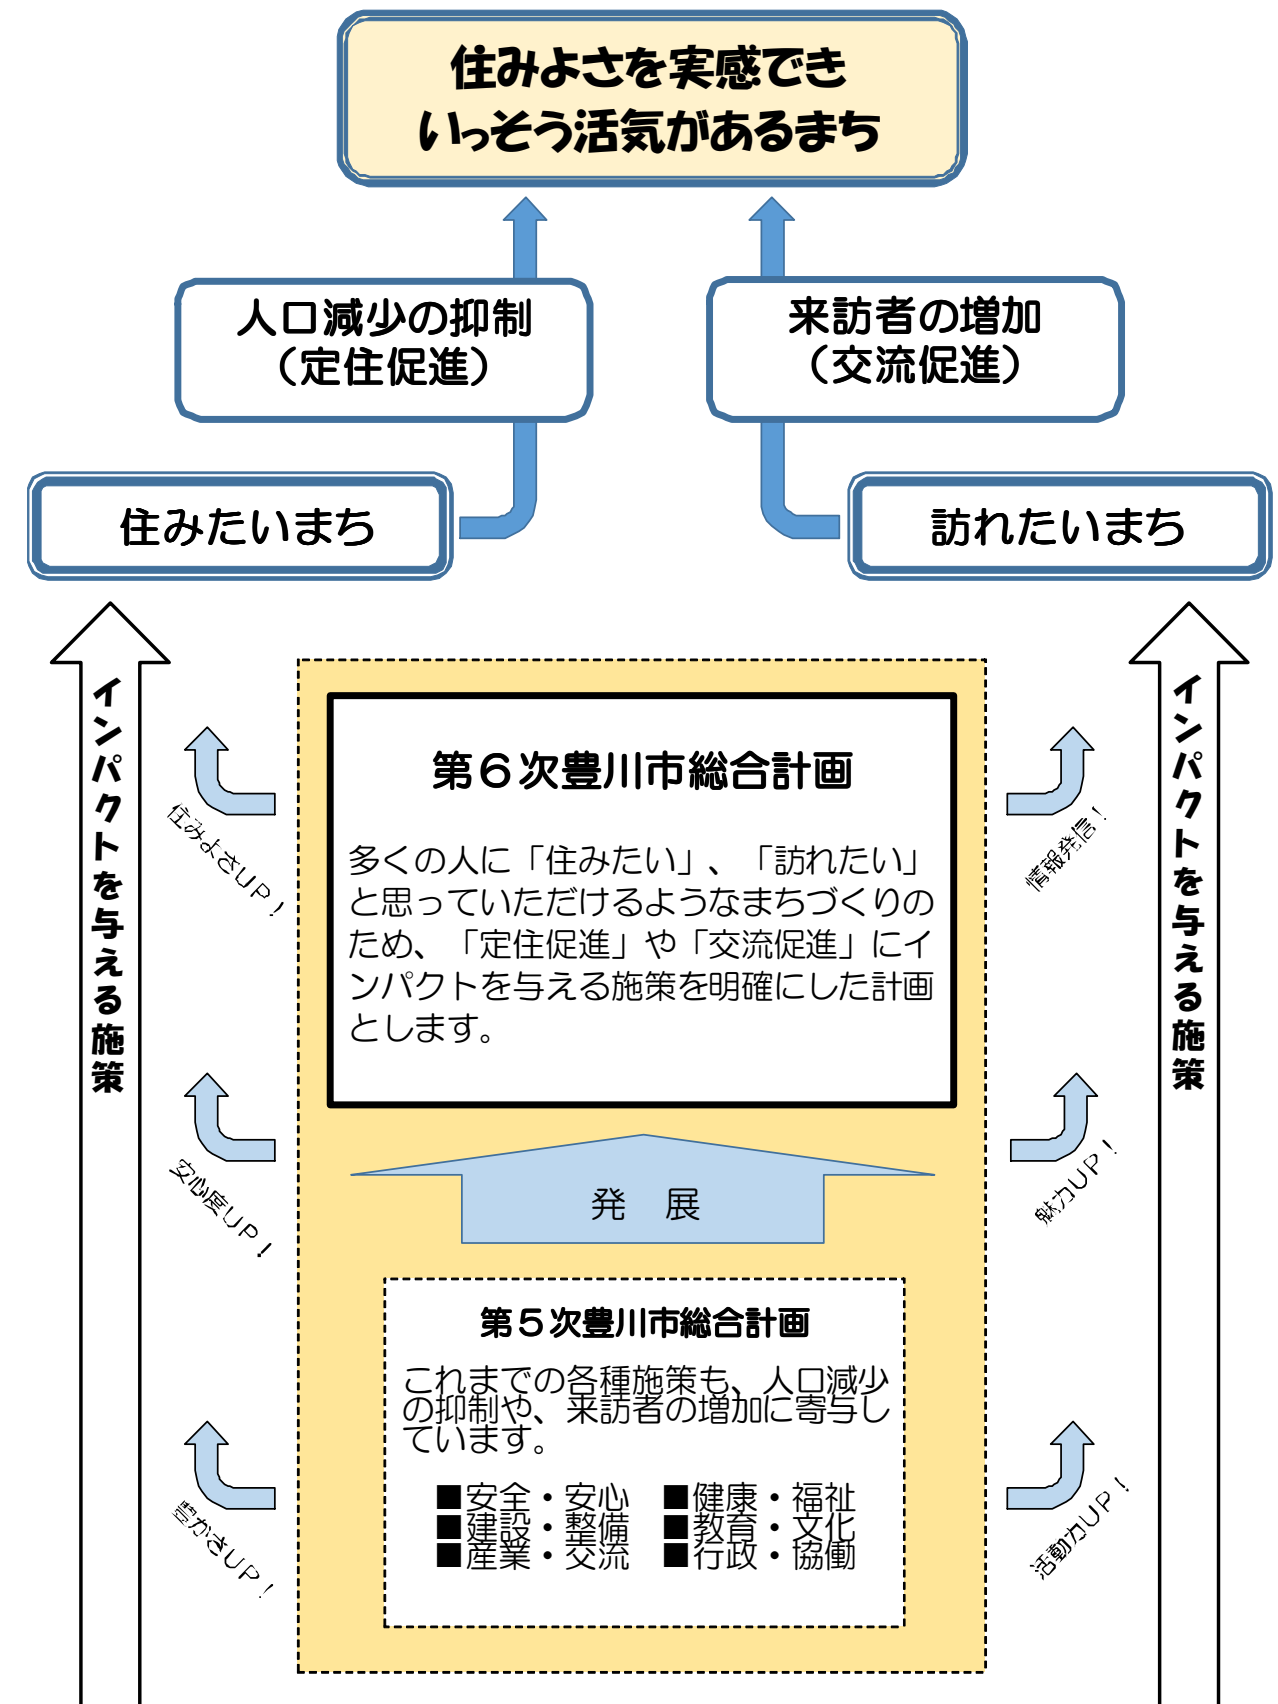 住みよさを実感でき
いっそう活気があるまち
人口減少の抑制
（定住促進）
来訪者の増加
（交流促進）
住みたいまち
訪れたいまち
インパクトを与える施策
住みよさＵＰ！
安心度ＵＰ！
豊かさＵＰ！
第６次豊川市総合計画
多くの人に「住みたい」、「訪れたい」
と思っていただけるようなまちづくりの
ため、「定住促進」や「交流促進」にイ
ンパクトを与える施策を明確にした計画
とします。
発　展
第５次豊川市総合計画
これまでの各種施策も、人口減少
の抑制や、来訪者の増加に寄与し
ています。
■安全・安心　■健康・福祉
■建設・整備　■教育・文化
■産業・交流　■行政・協働
情報発信！
魅力ＵＰ！
活動力ＵＰ！
インパクトを与える施策